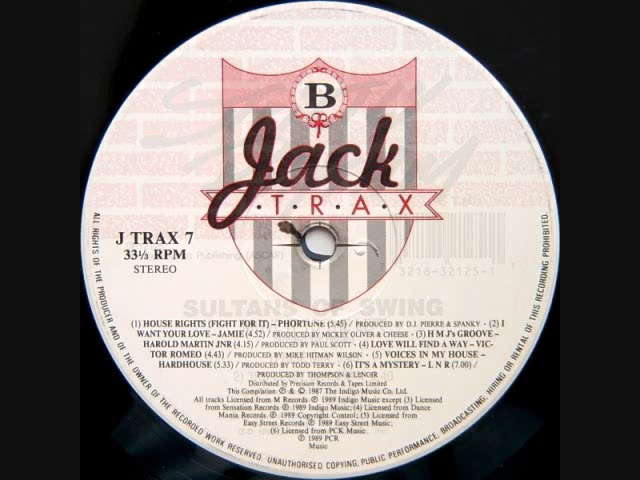 B
Jack
T·R·A·X
J TRAX 7
33⅓ RPM
STEREO
Publishing (ASCAP)
3218-32125-1
SULTANS OF SWING
(1) HOUSE RIGHTS (FIGHT FOR IT) – PHORTUNE (5.45) / PRODUCED BY D.J. PIERRE & SPANKY · (2) I
WANT YOUR LOVE – JAMIE (4.52) / PRODUCED BY MICKEY OLIVER & CHEESE · (3) H M J's GROOVE –
HAROLD MARTIN JNR (4.15) / PRODUCED BY PAUL SCOTT · (4) LOVE WILL FIND A WAY – VIC-
TOR ROMEO (4.43) / PRODUCED BY MIKE HITMAN WILSON · (5) VOICES IN MY HOUSE –
HARDHOUSE (5.33) / PRODUCED BY TODD TERRY · (6) IT'S A MYSTERY – L N R (7.00) /
PRODUCED BY THOMPSON & LENOIR
Distributed by Precision Records & Tapes Limited
This Compilation ℗ & © 1987 The Indigo Music Co. Ltd.
All tracks Licensed from M Records ℗ 1989 Indigo Music except (3) Licensed
from Sensation Records ℗ 1989 Indigo Music; (4) Licensed from Dance
Mania Records ℗ 1989 Copyright Control; (5) Licensed from
Easy Street Records ℗ 1989 Easy Street Music;
(6) Licensed from PCK Music
℗ 1989 PCR
Music
ALL RIGHTS OF THE PRODUCER AND OF THE OWNER OF THE RECORDED WORK RESERVED. UNAUTHORISED COPYING, PUBLIC PERFORMANCE, BROADCASTING, HIRING OR RENTAL OF THIS RECORDING PROHIBITED.